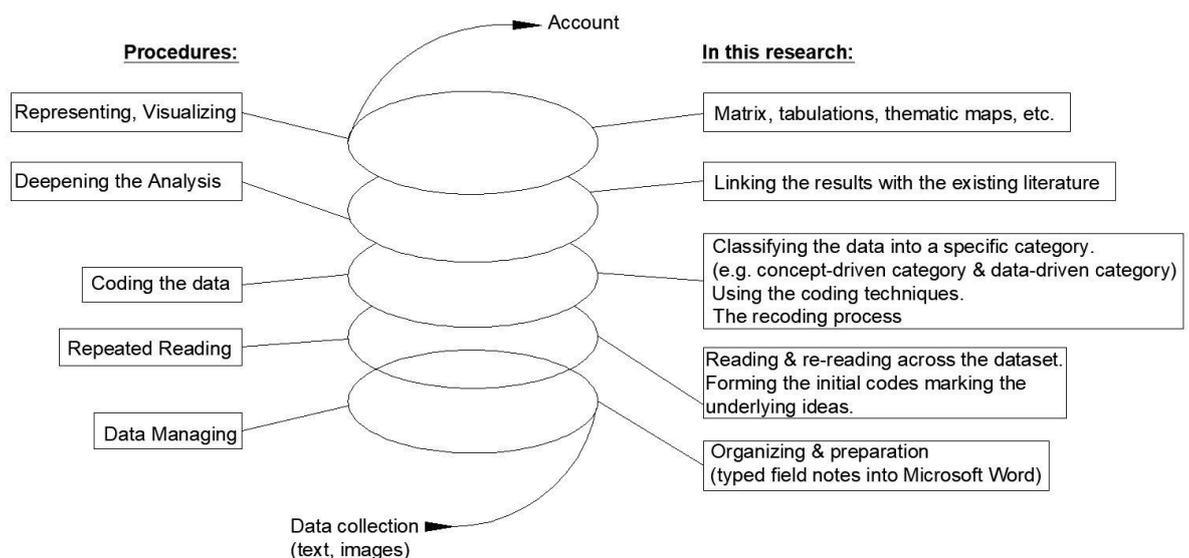 Account
Procedures:
In this research:
Representing, Visualizing
Matrix, tabulations, thematic maps, etc.
Deepening the Analysis
Linking the results with the existing literature
Coding the data
Classifying the data into a specific category.
(e.g. concept-driven category & data-driven category)
Using the coding techniques.
The recoding process
Repeated Reading
Reading & re-reading across the dataset.
Forming the initial codes marking the
underlying ideas.
Data Managing
Organizing & preparation
(typed field notes into Microsoft Word)
Data collection
(text, images)